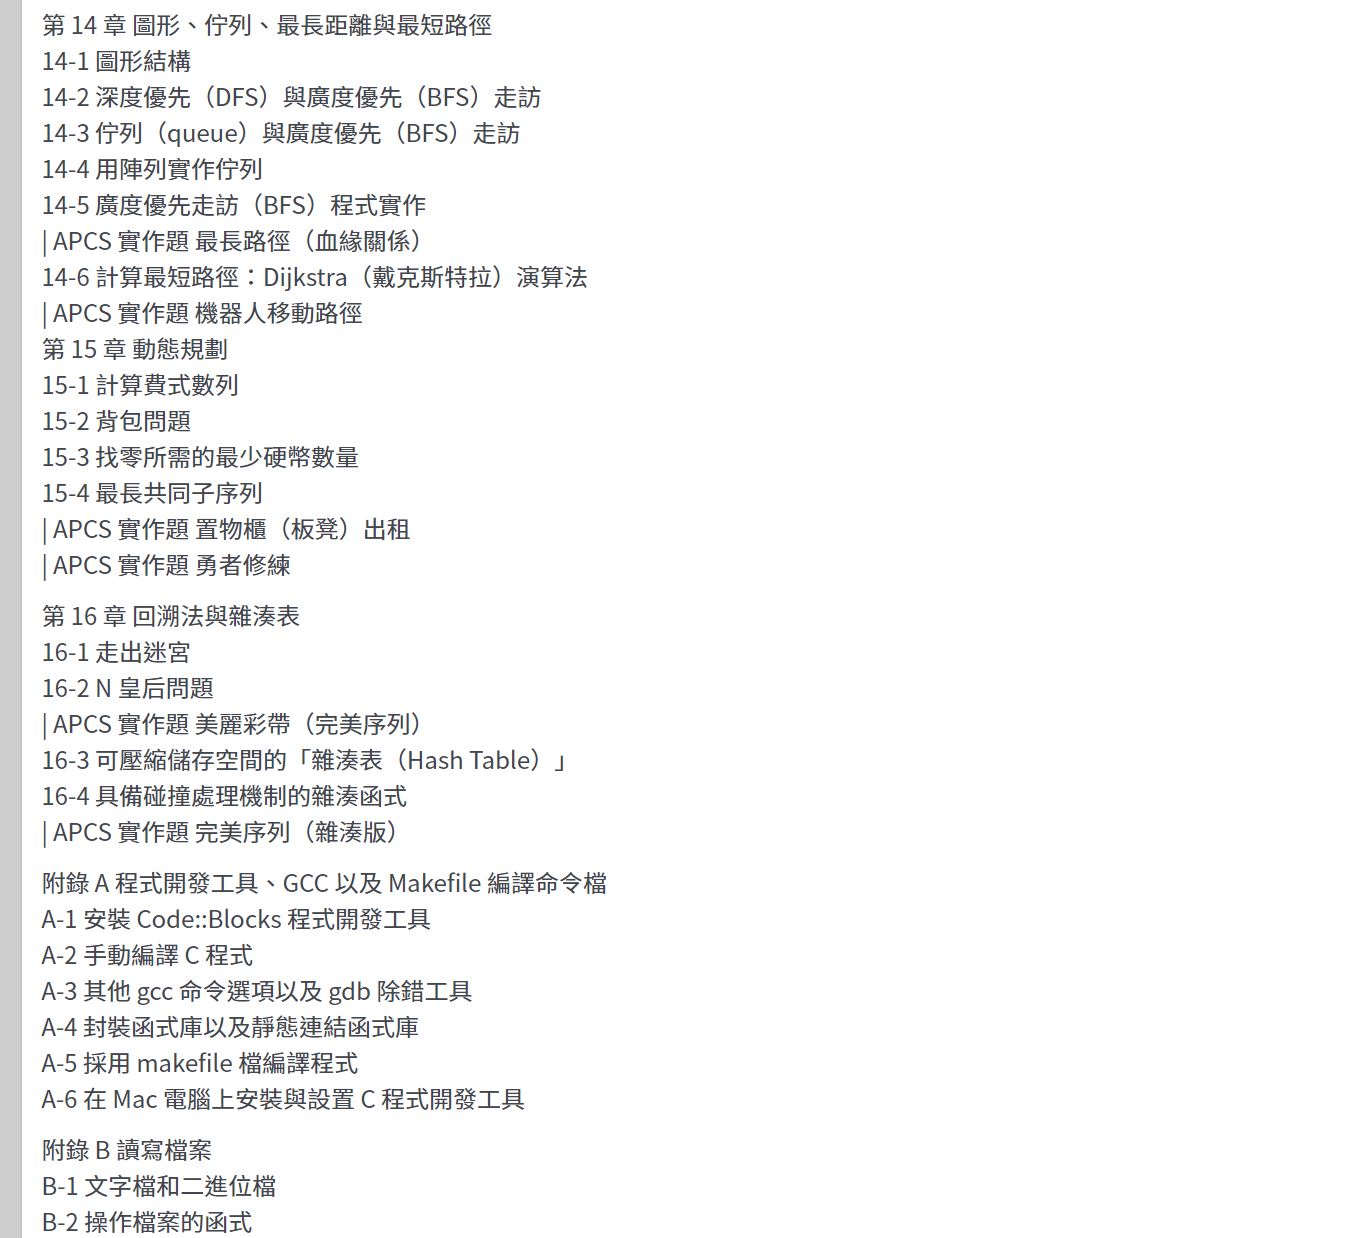 第 14 章 圖形、佇列、最長距離與最短路徑
14-1 圖形結構
14-2 深度優先（DFS）與廣度優先（BFS）走訪
14-3 佇列（queue）與廣度優先（BFS）走訪
14-4 用陣列實作佇列
14-5 廣度優先走訪（BFS）程式實作
| APCS 實作題 最長路徑（血緣關係）
14-6 計算最短路徑：Dijkstra（戴克斯特拉）演算法
| APCS 實作題 機器人移動路徑
第 15 章 動態規劃
15-1 計算費式數列
15-2 背包問題
15-3 找零所需的最少硬幣數量
15-4 最長共同子序列
| APCS 實作題 置物櫃（板凳）出租
| APCS 實作題 勇者修練
第 16 章 回溯法與雜湊表
16-1 走出迷宮
16-2 N 皇后問題
| APCS 實作題 美麗彩帶（完美序列）
16-3 可壓縮儲存空間的「雜湊表（Hash Table）」
16-4 具備碰撞處理機制的雜湊函式
| APCS 實作題 完美序列（雜湊版）
附錄 A 程式開發工具、GCC 以及 Makefile 編譯命令檔
A-1 安裝 Code::Blocks 程式開發工具
A-2 手動編譯 C 程式
A-3 其他 gcc 命令選項以及 gdb 除錯工具
A-4 封裝函式庫以及靜態連結函式庫
A-5 採用 makefile 檔編譯程式
A-6 在 Mac 電腦上安裝與設置 C 程式開發工具
附錄 B 讀寫檔案
B-1 文字檔和二進位檔
B-2 操作檔案的函式